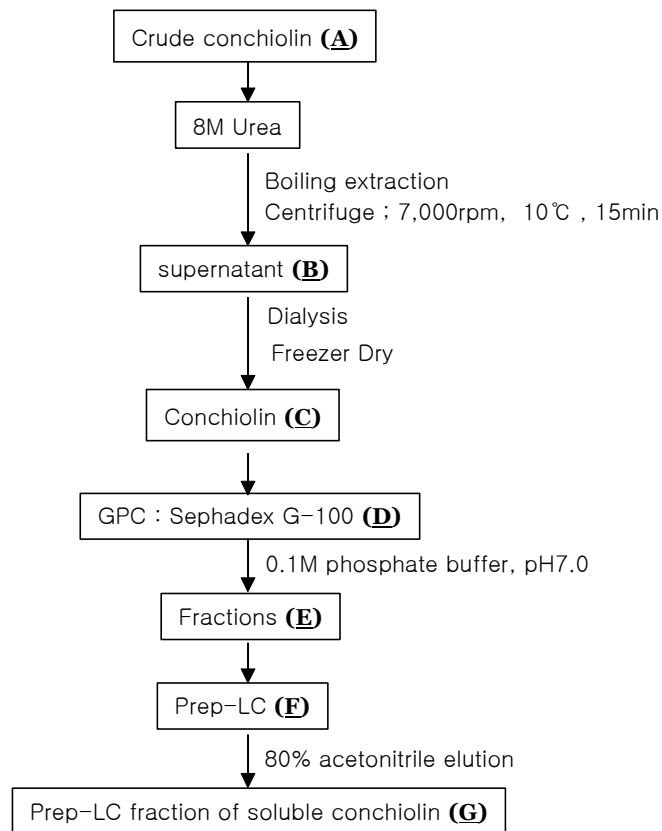 Crude conchiolin (A)
8M Urea
Boiling extraction
Centrifuge ; 7,000rpm, 10℃ , 15min
supernatant (B)
Dialysis
Freezer Dry
Conchiolin (C)
GPC : Sephadex G-100 (D)
0.1M phosphate buffer, pH7.0
Fractions (E)
Prep-LC (F)
80% acetonitrile elution
Prep-LC fraction of soluble conchiolin (G)